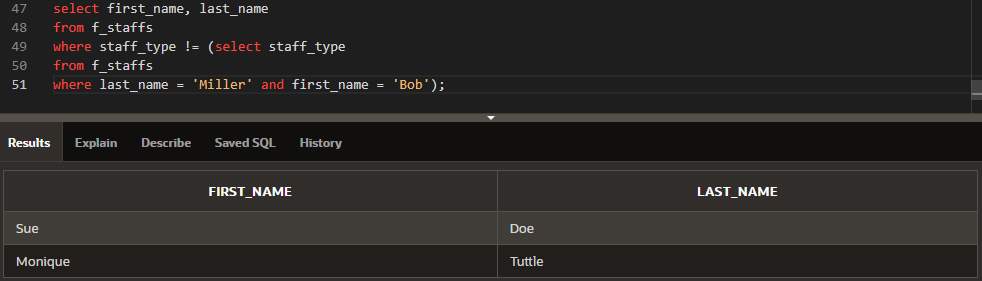 47 select first_name, last_name
48 from f_staffs
49 where staff_type != (select staff_type
50 from f_staffs
51 where last_name = 'Miller' and first_name = 'Bob');
Results Explain Describe Saved SQL History
FIRST_NAME LAST_NAME
Sue Doe
Monique Tuttle